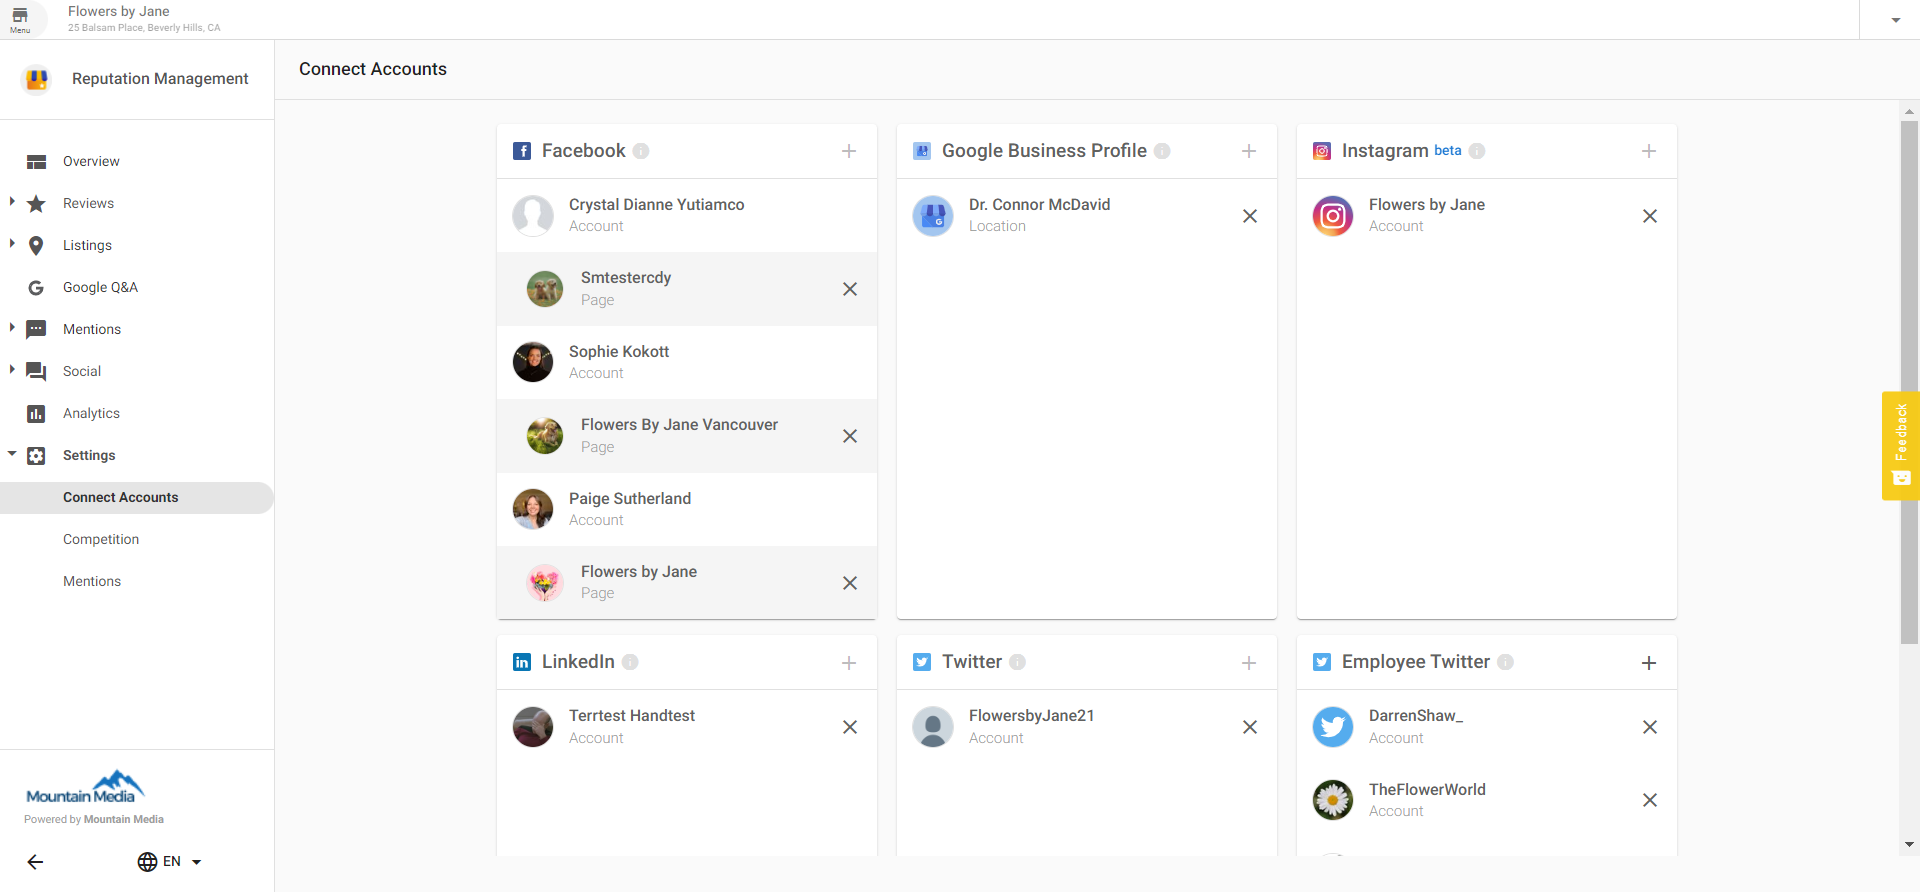 Menu
Flowers by Jane
25 Balsam Place, Beverly Hills, CA
Reputation Management
Overview
Reviews
Listings
Google Q&A
Mentions
Social
Analytics
Settings
Connect Accounts
Competition
Mentions
Mountain Media
Powered by Mountain Media
EN
Connect Accounts
Facebook
Crystal Dianne Yutiamco
Account
Smtestercdy
Page
Sophie Kokott
Account
Flowers By Jane Vancouver
Page
Paige Sutherland
Account
Flowers by Jane
Page
Google Business Profile
Dr. Connor McDavid
Location
Instagram beta
Flowers by Jane
Account
LinkedIn
Terrtest Handtest
Account
Twitter
FlowersbyJane21
Account
Employee Twitter
DarrenShaw_
Account
TheFlowerWorld
Account
Feedback